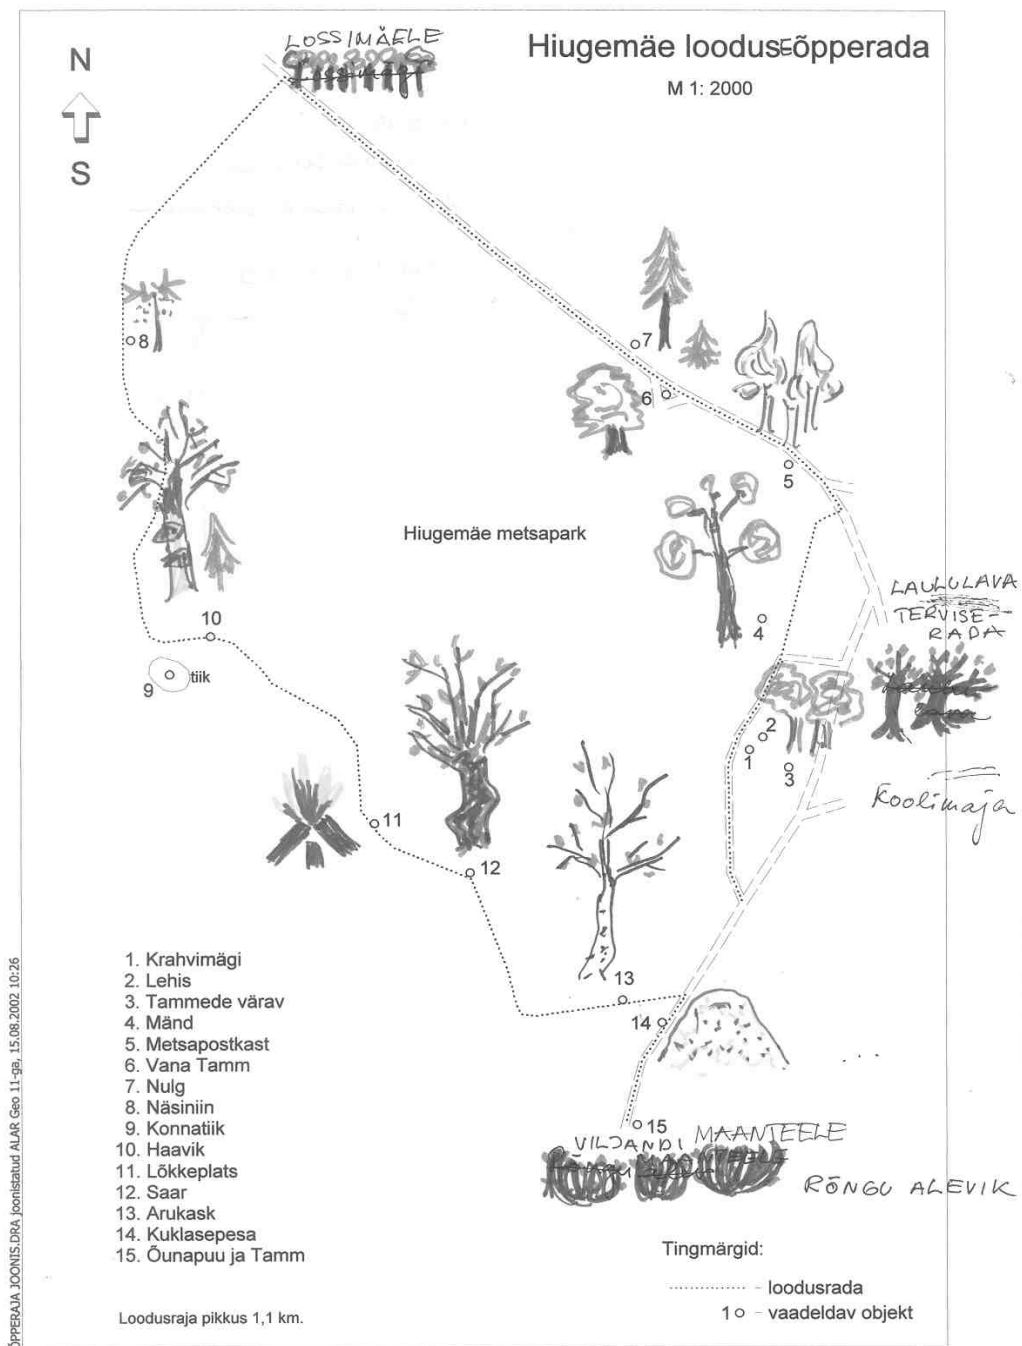 LOSSIMÄELE
Hiugemäe loodusEõpperada
M 1: 2000
N
S
8
7
6
5
Hiugemäe metsapark
4
LAULULAVA
TERVISE-
RADA
10
9
tiik
2
1
3
Koolimaja
11
12
13
14
15
VILJANDI MAANTEELE
RÕNGU ALEVIK
1. Krahvimägi
2. Lehis
3. Tammede värav
4. Mänd
5. Metsapostkast
6. Vana Tamm
7. Nulg
8. Näsiniin
9. Konnatiik
10. Haavik
11. Lõkkeplats
12. Saar
13. Arukask
14. Kuklasepesa
15. Õunapuu ja Tamm
Tingmärgid:
- loodusrada
1 - vaadeldav objekt
Loodusraja pikkus 1,1 km.
ÕPPERAJA JOONIS.DRA joonistatud ALAR Geo 11-ga, 15.08.2002 10:26